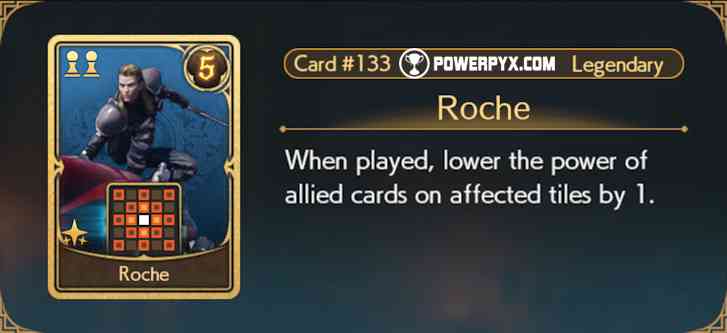 5
Roche
Card #133 POWERPYX.COM Legendary
Roche
When played, lower the power of
allied cards on affected tiles by 1.